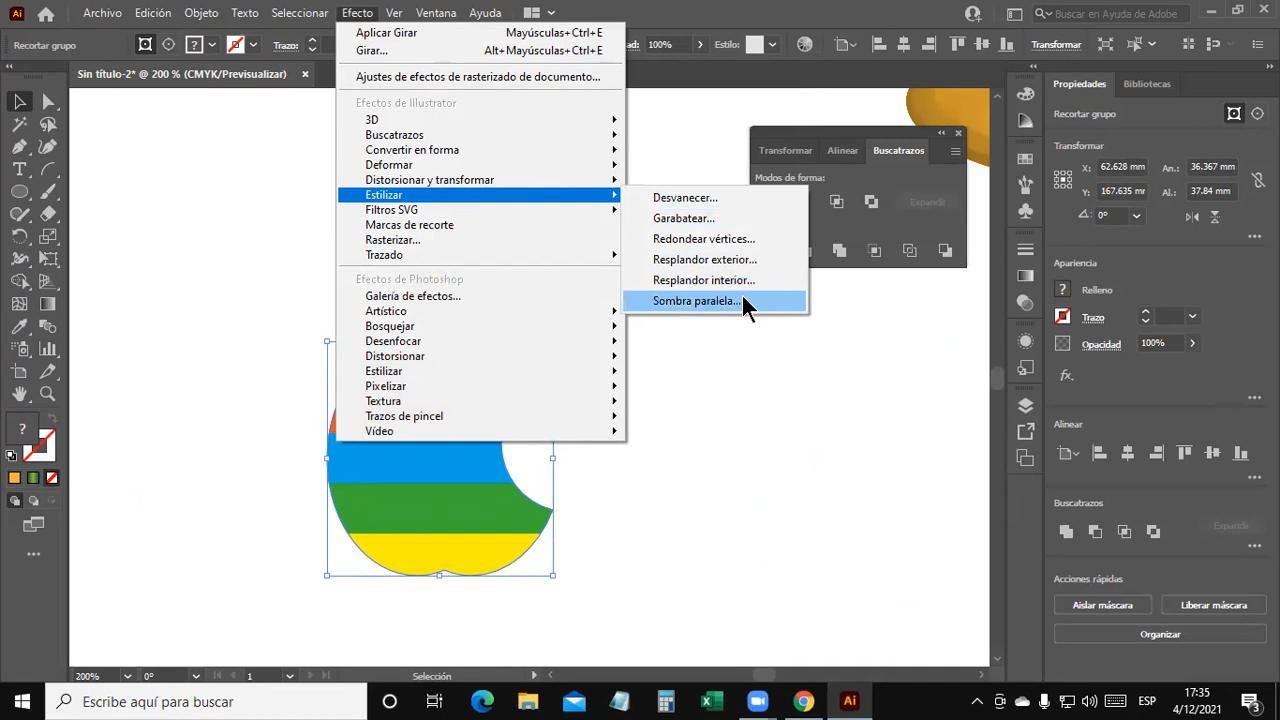 Ai Archivo Edición Objeto Texto Seleccionar Efecto Ver Ventana Ayuda Buscar en Ayuda de Adobe
Recortar grupo ? Trazo: ad: 100% Estilo: Transformar
Sin título-2* @ 200 % (CMYK/Previsualizar)
Aplicar Girar Mayúsculas+Ctrl+E
Girar... Alt+Mayúsculas+Ctrl+E
Ajustes de efectos de rasterizado de documento...
Efectos de Illustrator
3D
Buscatrazos
Convertir en forma
Deformar
Distorsionar y transformar
Estilizar
Filtros SVG
Marcas de recorte
Rasterizar...
Trazado
Efectos de Photoshop
Galería de efectos...
Artístico
Bosquejar
Desenfocar
Distorsionar
Estilizar
Pixelizar
Textura
Trazos de pincel
Vídeo
Desvanecer...
Garabatear...
Redondear vértices...
Resplandor exterior...
Resplandor interior...
Sombra paralela...
Transformar Alinear Buscatrazos
Modos de forma:
Expandir
Propiedades Bibliotecas
Recortar grupo
Transformar
X: 62.628 mm An: 36.367 mm
Y: 167.635 mr Al.: 37.84 mm
0°
Apariencia
? Relleno
Trazo
Opacidad 100%
fx.
Alinear
Buscatrazos
Expandir
Acciones rápidas
Aislar máscara Liberar máscara
Organizar
?
200% 0° 1 Selección
Escribe aquí para buscar
Ai
ESP
17:35
4/12/2021
3